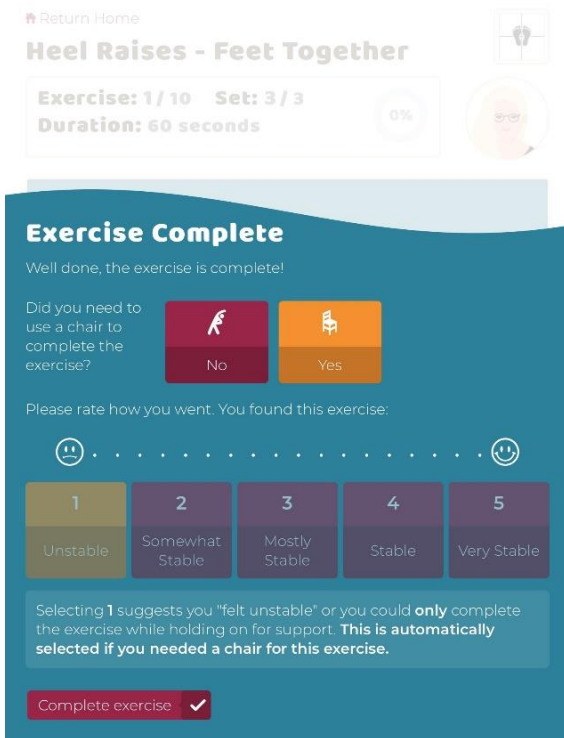 Return Home
Heel Raises - Feet Together
Exercise: 1 / 10 Set: 3 / 3
Duration: 60 seconds
0%
Exercise Complete
Well done, the exercise is complete!
Did you need to
use a chair to
complete the
exercise?
No
Yes
Please rate how you went. You found this exercise:
1
2
3
4
5
Unstable
Somewhat
Stable
Mostly
Stable
Stable
Very Stable
Selecting 1 suggests you "felt unstable" or you could only complete
the exercise while holding on for support. This is automatically
selected if you needed a chair for this exercise.
Complete exercise